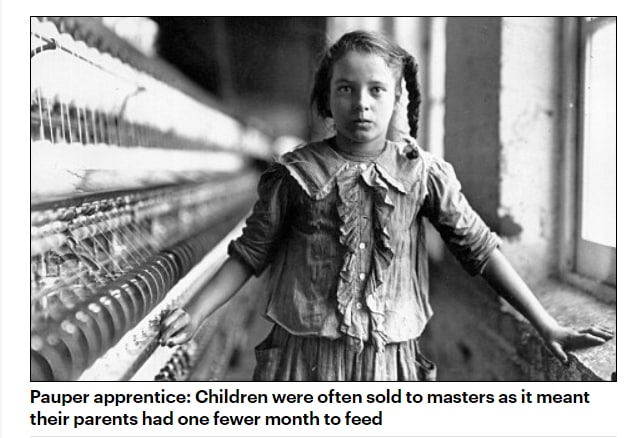 Pauper apprentice: Children were often sold to masters as it meant
their parents had one fewer month to feed